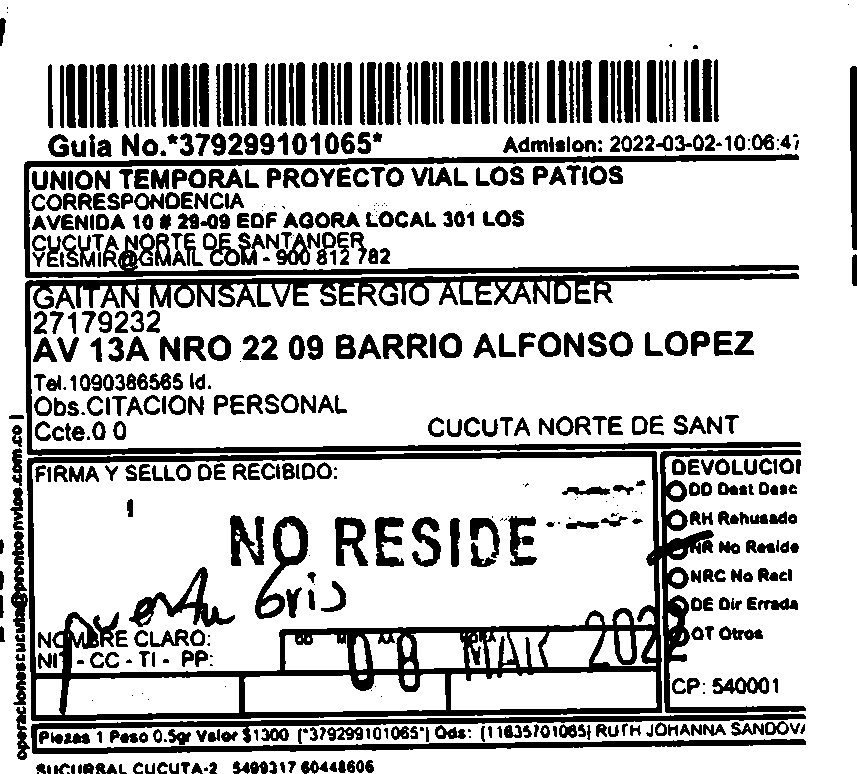 Guia No.*379299101065*
Admision: 2022-03-02-10:06:47
UNION TEMPORAL PROYECTO VIAL LOS PATIOS
CORRESPONDENCIA
AVENIDA 10 # 29-09 EDF AGORA LOCAL 301 LOS
CUCUTA NORTE DE SANTANDER
YEISMIR@GMAIL COM - 900 812 782
GAITAN MONSALVE SERGIO ALEXANDER
27179232
AV 13A NRO 22 09 BARRIO ALFONSO LOPEZ
Tel.1090386565 Id.
Obs.CITACION PERSONAL
Ccte.0 0
CUCUTA NORTE DE SANT
operacionescucuta@prontoenvios.com.co |
FIRMA Y SELLO DE RECIBIDO:
NO RESIDE
puerta Gris
NOMBRE CLARO:
NIT - CC - TI - PP:
DD M AA HORA
08 MAR 2022
DEVOLUCIO
DD Dest Desc
RH Rehusado
NR No Reside
NRC No Recl
DE Dir Errada
OT Otros
CP: 540001
Piezas 1 Peso 0.5gr Valor $1300 [*379299101065*] Ods: [11635701065] RUTH JOHANNA SANDOVA
SUCURSAL CUCUTA-2 5499317 60448606